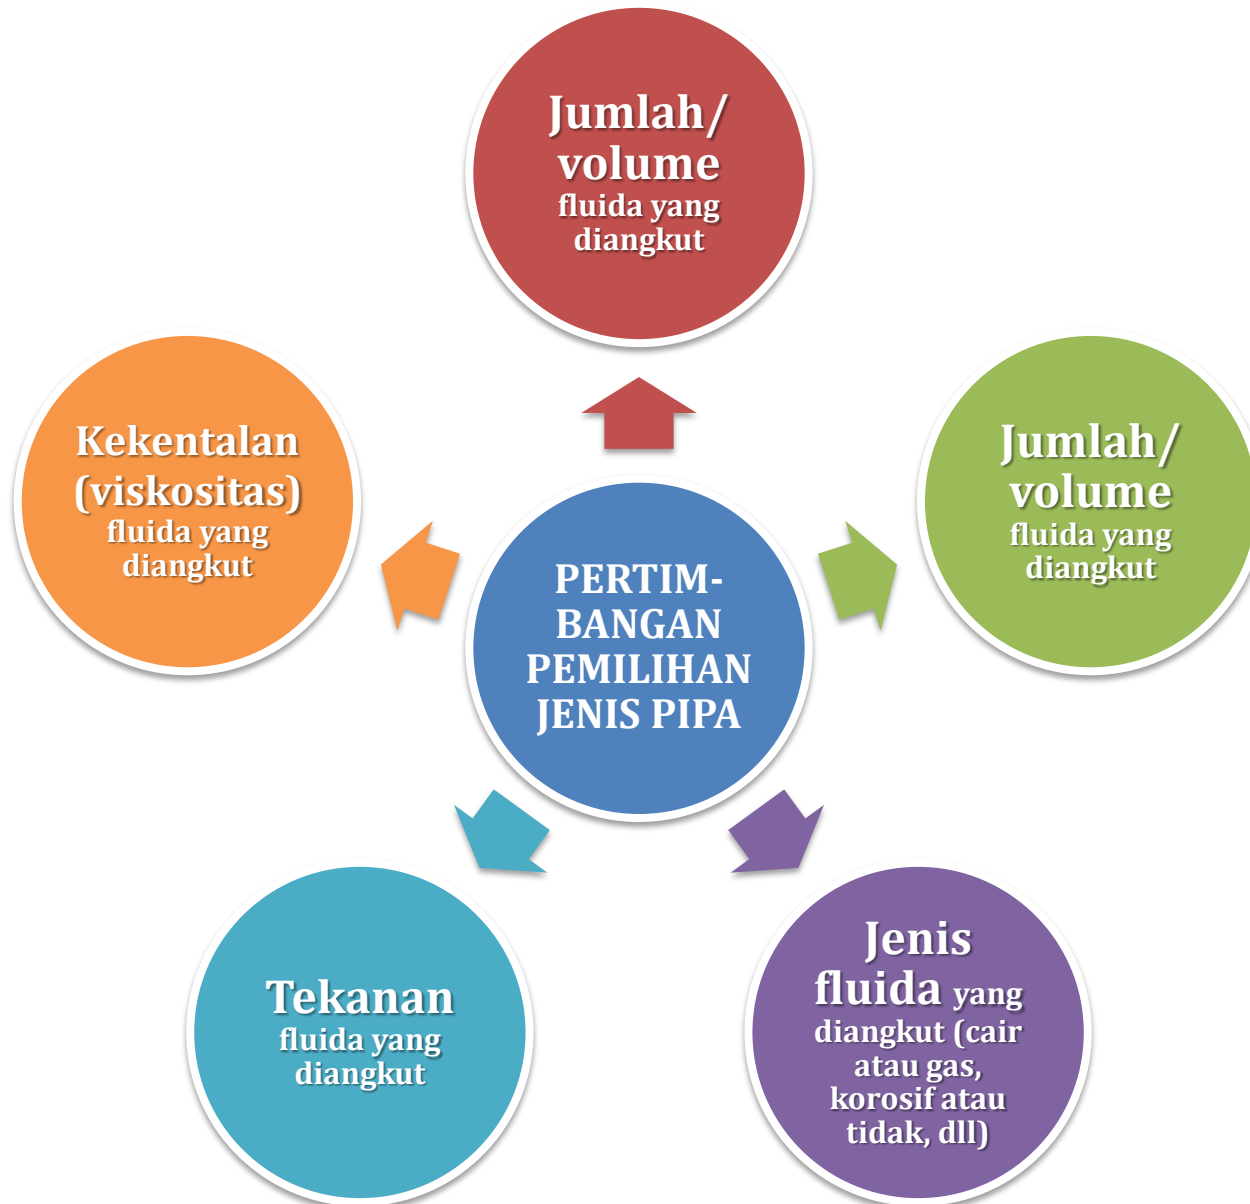 Jumlah/
volume
fluida yang
diangkut
Kekentalan
(viskositas)
fluida yang
diangkut
Jumlah/
volume
fluida yang
diangkut
PERTIM-
BANGAN
PEMILIHAN
JENIS PIPA
Tekanan
fluida yang
diangkut
Jenis
fluida yang
diangkut (cair
atau gas,
korosif atau
tidak, dll)